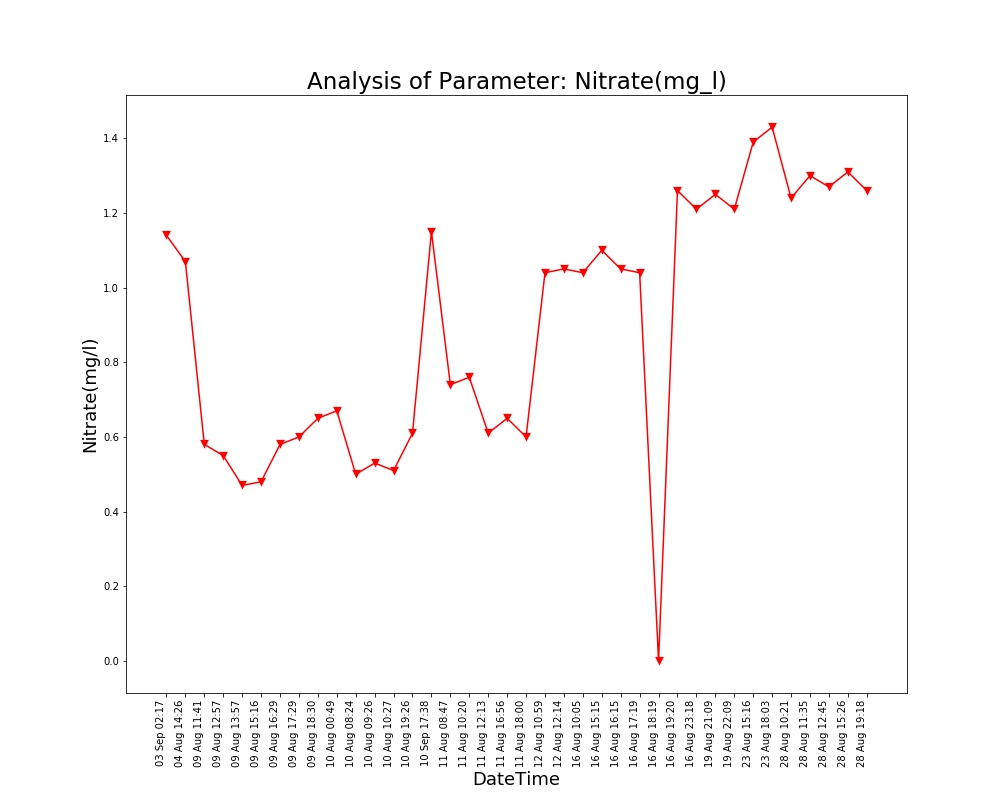 Analysis of Parameter: Nitrate(mg_l)
Nitrate(mg/l)
1.4
1.2
1.0
0.8
0.6
0.4
0.2
0.0
03 Sep 02:17
04 Aug 14:26
09 Aug 11:41
09 Aug 12:57
09 Aug 13:57
09 Aug 15:16
09 Aug 16:29
09 Aug 17:29
09 Aug 18:30
10 Aug 00:49
10 Aug 08:24
10 Aug 09:26
10 Aug 10:27
10 Aug 19:26
10 Sep 17:38
11 Aug 08:47
11 Aug 10:20
11 Aug 12:13
11 Aug 16:56
11 Aug 18:00
12 Aug 10:59
12 Aug 12:14
16 Aug 10:05
16 Aug 15:15
16 Aug 16:15
16 Aug 17:19
16 Aug 18:19
16 Aug 19:20
16 Aug 23:18
19 Aug 21:09
19 Aug 22:09
23 Aug 15:16
23 Aug 18:03
28 Aug 10:21
28 Aug 11:35
28 Aug 12:45
28 Aug 15:26
28 Aug 19:18
DateTime